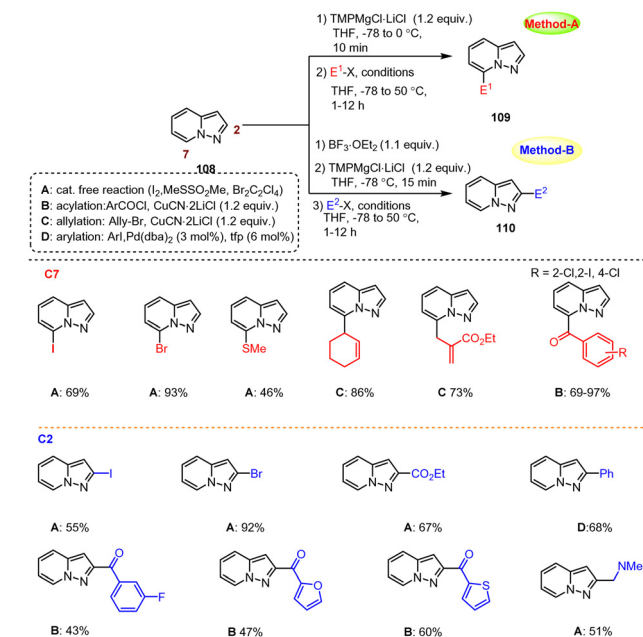 1) TMPMgCl·LiCl (1.2 equiv.)
THF, -78 to 0 °C,
10 min
Method-A
2) E1-X, conditions
THF, -78 to 50 °C,
1-12 h
N
N
E1
109
N
N
2
7
108
1) BF3·OEt2 (1.1 equiv.)
2) TMPMgCl·LiCl (1.2 equiv.)
THF, -78 °C, 15 min
3) E2-X, conditions
THF, -78 to 50 °C,
1-12 h
Method-B
N
N
E2
110
A: cat. free reaction (I2,MeSSO2Me, Br2C2Cl4)
B: acylation:ArCOCl, CuCN·2LiCl (1.2 equiv.)
C: allylation: Ally-Br, CuCN·2LiCl (1.2 equiv.)
D: arylation: ArI,Pd(dba)2 (3 mol%), tfp (6 mol%)
C7
R = 2-Cl,2-I, 4-Cl
N
N
I
N
N
Br
N
N
SMe
N
N
N
N
CO2Et
N
N
O
R
A: 69%
A: 93%
A: 46%
C: 86%
C 73%
B: 69-97%
C2
N
N
I
N
N
Br
N
N
CO2Et
N
N
Ph
A: 55%
A: 92%
A: 67%
D:68%
N
N
O
F
N
N
O
O
N
N
O
S
N
N
NMe
B: 43%
B 47%
B: 60%
A: 51%